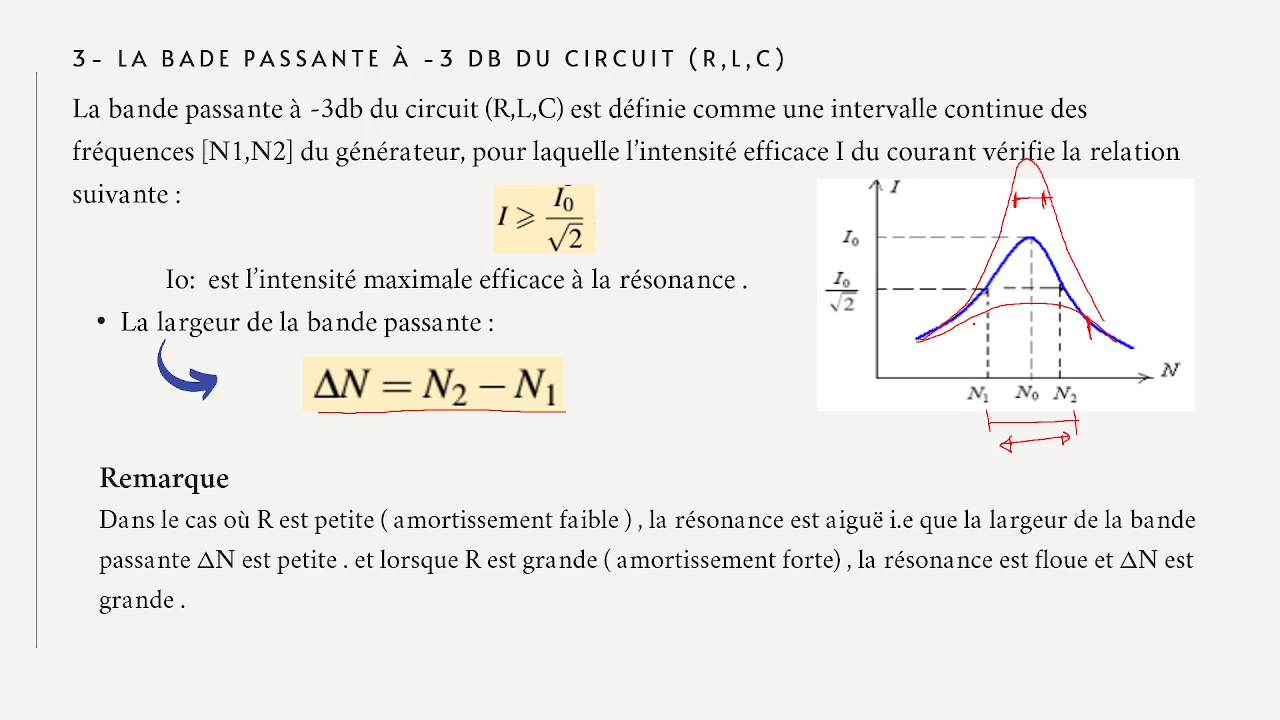 3- LA BADE PASSANTE À -3 DB DU CIRCUIT (R,L,C)
La bande passante à -3db du circuit (R,L,C) est définie comme une intervalle continue des
fréquences [N1,N2] du générateur, pour laquelle l'intensité efficace I du courant vérifie la relation
suivante :
I ⩾ I₀/√2
Io: est l'intensité maximale efficace à la résonance .
• La largeur de la bande passante :
ΔN = N₂ − N₁
I
I₀
I₀/√2
N₁ N₀ N₂
N
Remarque
Dans le cas où R est petite ( amortissement faible ) , la résonance est aiguë i.e que la largeur de la bande
passante ΔN est petite . et lorsque R est grande ( amortissement forte) , la résonance est floue et ΔN est
grande .